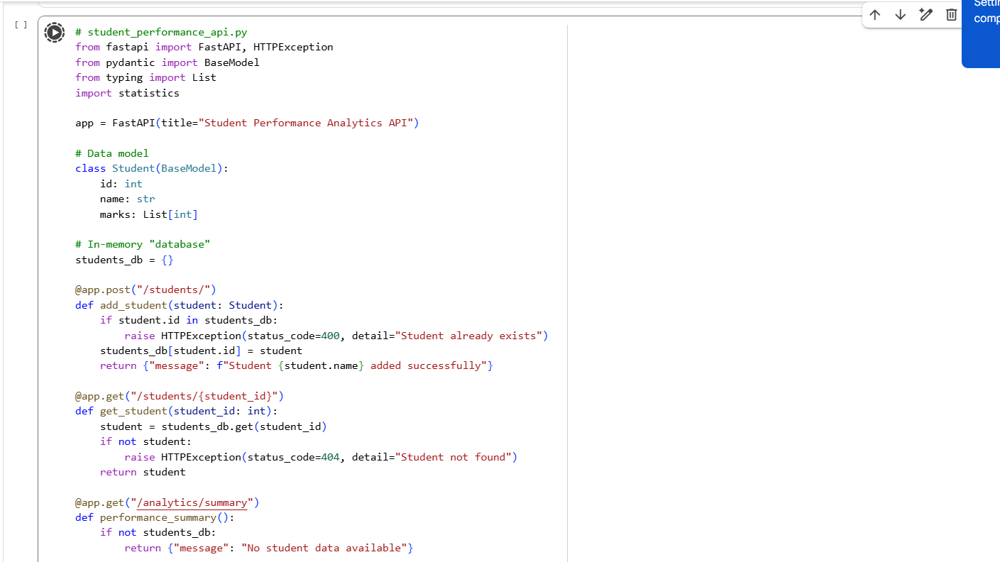 [ ]
# student_performance_api.py
from fastapi import FastAPI, HTTPException
from pydantic import BaseModel
from typing import List
import statistics

app = FastAPI(title="Student Performance Analytics API")

# Data model
class Student(BaseModel):
    id: int
    name: str
    marks: List[int]

# In-memory "database"
students_db = {}

@app.post("/students/")
def add_student(student: Student):
    if student.id in students_db:
        raise HTTPException(status_code=400, detail="Student already exists")
    students_db[student.id] = student
    return {"message": f"Student {student.name} added successfully"}

@app.get("/students/{student_id}")
def get_student(student_id: int):
    student = students_db.get(student_id)
    if not student:
        raise HTTPException(status_code=404, detail="Student not found")
    return student

@app.get("/analytics/summary")
def performance_summary():
    if not students_db:
        return {"message": "No student data available"}